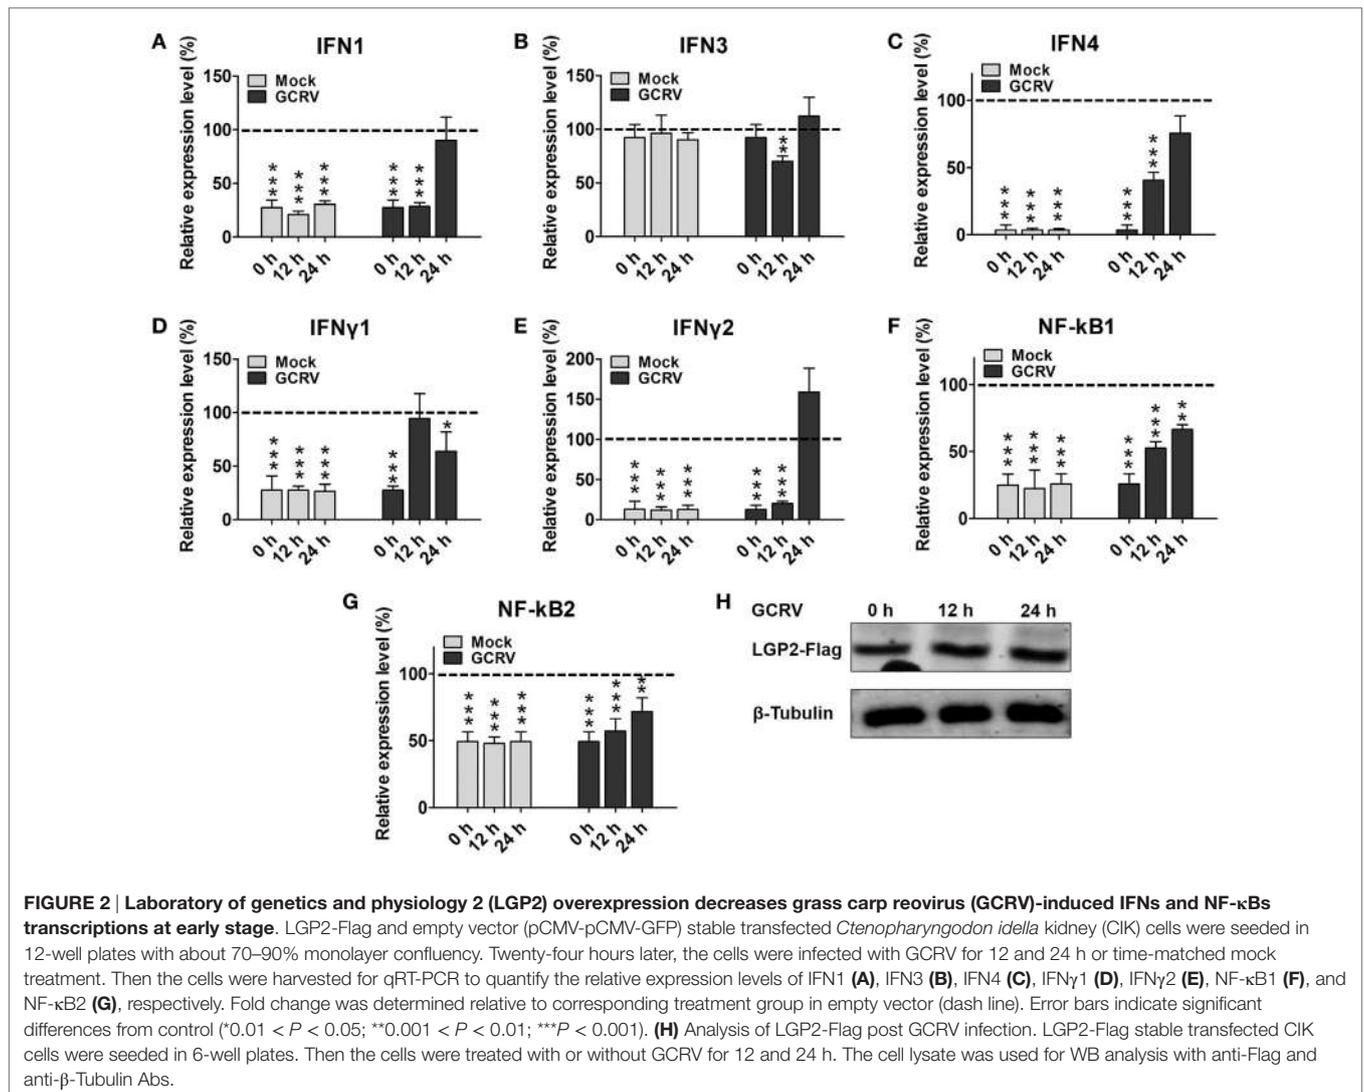 A
IFN1
Relative expression level (%)
Mock
GCRV
150
100
50
0
***
***
***
***
***
0 h
12 h
24 h
0 h
12 h
24 h
B
IFN3
Relative expression level (%)
Mock
GCRV
150
100
50
0
**
0 h
12 h
24 h
0 h
12 h
24 h
C
IFN4
Relative expression level (%)
Mock
GCRV
100
50
0
***
***
***
***
***
0 h
12 h
24 h
0 h
12 h
24 h
D
IFNγ1
Relative expression level (%)
Mock
GCRV
150
100
50
0
***
***
***
***
*
0 h
12 h
24 h
0 h
12 h
24 h
E
IFNγ2
Relative expression level (%)
Mock
GCRV
200
150
100
50
0
***
***
***
***
***
0 h
12 h
24 h
0 h
12 h
24 h
F
NF-kB1
Relative expression level (%)
Mock
GCRV
100
50
0
***
***
***
***
***
**
0 h
12 h
24 h
0 h
12 h
24 h
G
NF-kB2
Relative expression level (%)
Mock
GCRV
100
50
0
***
***
***
***
***
**
0 h
12 h
24 h
0 h
12 h
24 h
H
GCRV 0 h 12 h 24 h
LGP2-Flag
β-Tubulin
FIGURE 2 | Laboratory of genetics and physiology 2 (LGP2) overexpression decreases grass carp reovirus (GCRV)-induced IFNs and NF-κBs
transcriptions at early stage. LGP2-Flag and empty vector (pCMV-pCMV-GFP) stable transfected Ctenopharyngodon idella kidney (CIK) cells were seeded in
12-well plates with about 70–90% monolayer confluency. Twenty-four hours later, the cells were infected with GCRV for 12 and 24 h or time-matched mock
treatment. Then the cells were harvested for qRT-PCR to quantify the relative expression levels of IFN1 (A), IFN3 (B), IFN4 (C), IFNγ1 (D), IFNγ2 (E), NF-κB1 (F), and
NF-κB2 (G), respectively. Fold change was determined relative to corresponding treatment group in empty vector (dash line). Error bars indicate significant
differences from control (*0.01 < P < 0.05; **0.001 < P < 0.01; ***P < 0.001). (H) Analysis of LGP2-Flag post GCRV infection. LGP2-Flag stable transfected CIK
cells were seeded in 6-well plates. Then the cells were treated with or without GCRV for 12 and 24 h. The cell lysate was used for WB analysis with anti-Flag and
anti-β-Tubulin Abs.